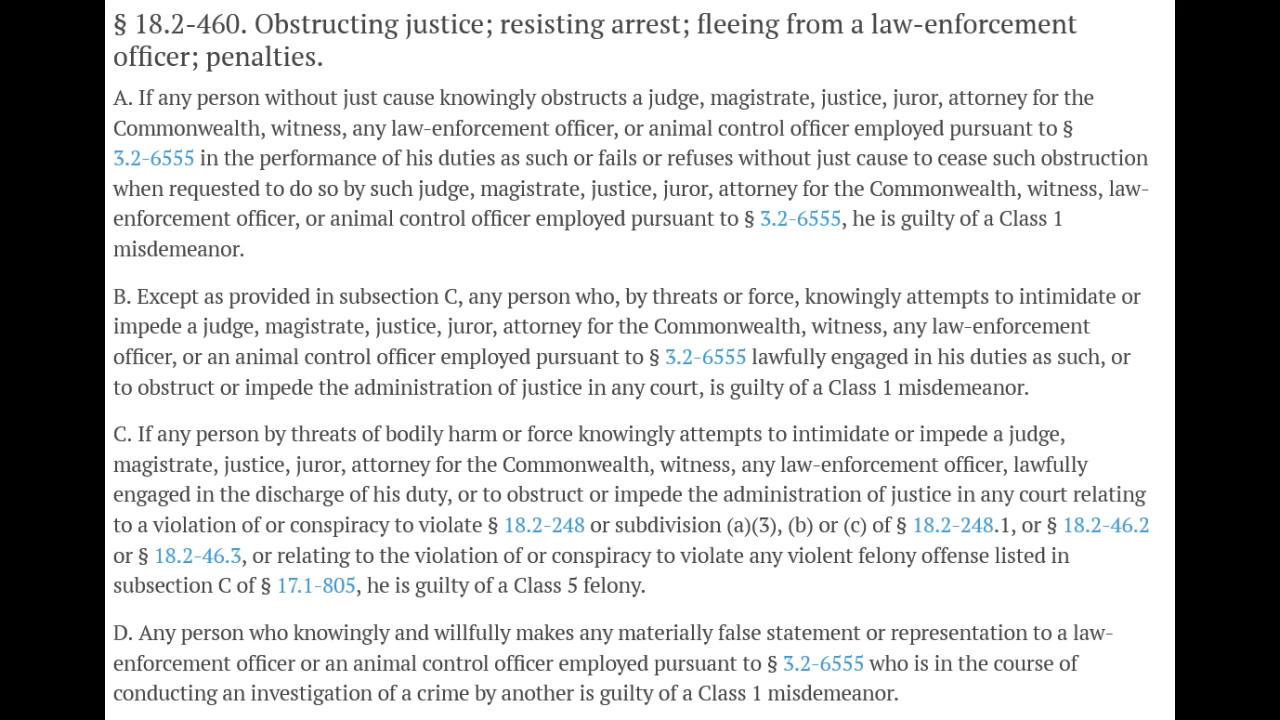 § 18.2-460. Obstructing justice; resisting arrest; fleeing from a law-enforcement
officer; penalties.
A. If any person without just cause knowingly obstructs a judge, magistrate, justice, juror, attorney for the
Commonwealth, witness, any law-enforcement officer, or animal control officer employed pursuant to §
3.2-6555 in the performance of his duties as such or fails or refuses without just cause to cease such obstruction
when requested to do so by such judge, magistrate, justice, juror, attorney for the Commonwealth, witness, law-
enforcement officer, or animal control officer employed pursuant to § 3.2-6555, he is guilty of a Class 1
misdemeanor.
B. Except as provided in subsection C, any person who, by threats or force, knowingly attempts to intimidate or
impede a judge, magistrate, justice, juror, attorney for the Commonwealth, witness, any law-enforcement
officer, or an animal control officer employed pursuant to § 3.2-6555 lawfully engaged in his duties as such, or
to obstruct or impede the administration of justice in any court, is guilty of a Class 1 misdemeanor.
C. If any person by threats of bodily harm or force knowingly attempts to intimidate or impede a judge,
magistrate, justice, juror, attorney for the Commonwealth, witness, any law-enforcement officer, lawfully
engaged in the discharge of his duty, or to obstruct or impede the administration of justice in any court relating
to a violation of or conspiracy to violate § 18.2-248 or subdivision (a)(3), (b) or (c) of § 18.2-248.1, or § 18.2-46.2
or § 18.2-46.3, or relating to the violation of or conspiracy to violate any violent felony offense listed in
subsection C of § 17.1-805, he is guilty of a Class 5 felony.
D. Any person who knowingly and willfully makes any materially false statement or representation to a law-
enforcement officer or an animal control officer employed pursuant to § 3.2-6555 who is in the course of
conducting an investigation of a crime by another is guilty of a Class 1 misdemeanor.